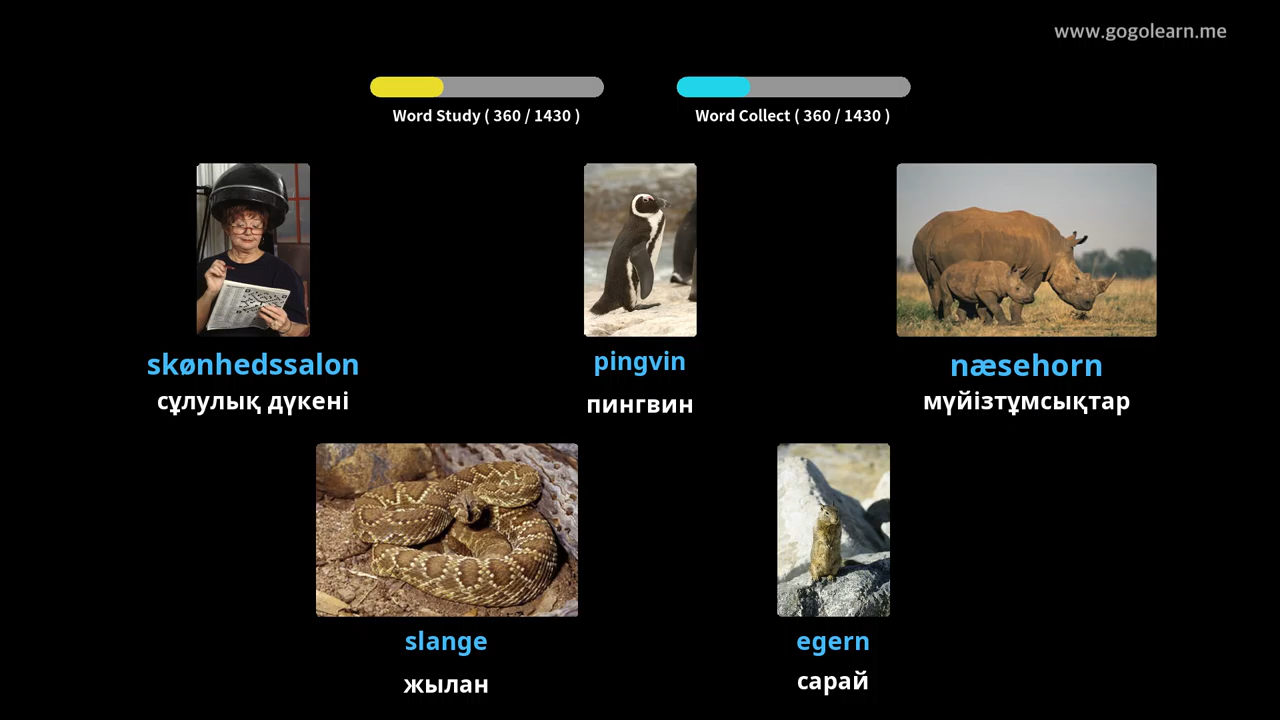 www.gogolearn.me
Word Study ( 360 / 1430 )
Word Collect ( 360 / 1430 )
skønhedssalon
сұлулық дүкені
pingvin
пингвин
næsehorn
мүйізтұмсықтар
slange
жылан
egern
сарай